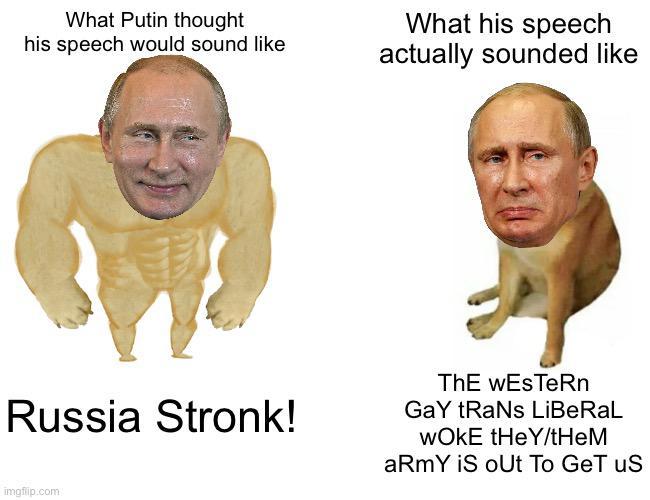 What Putin thought
his speech would sound like
What his speech
actually sounded like
Russia Stronk!
ThE wEsTeRn
GaY tRaNs LiBeRaL
wOkE tHeY/tHeM
aRmY iS oUt To GeT uS
imgflip.com